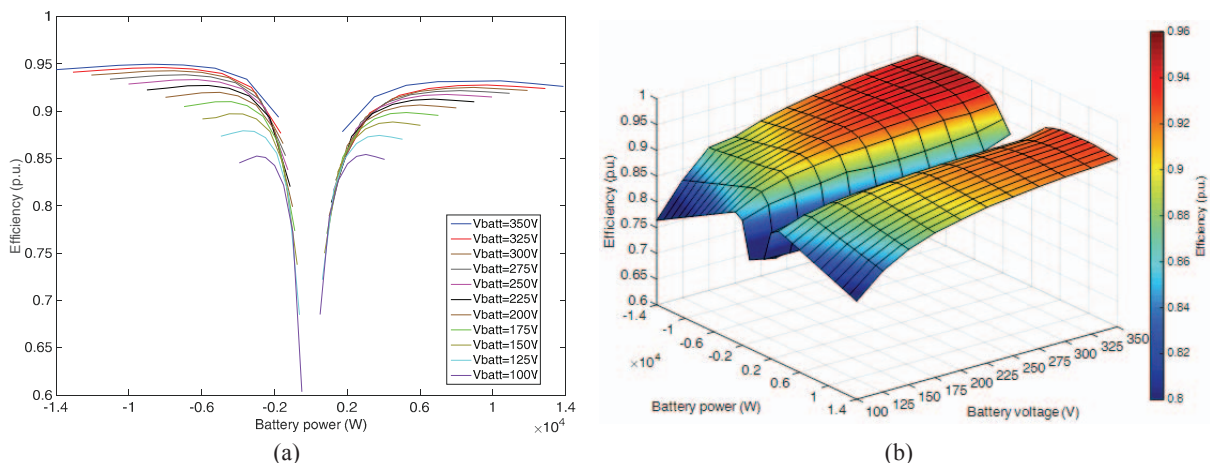 1
0.95
0.9
0.85
0.8
0.75
0.7
0.65
0.6
Efficiency (p.u.)
-1.4
-1
-0.6
-0.2
0.2
0.6
1
1.4
×10⁴
Battery power (W)
Vbatt=350V
Vbatt=325V
Vbatt=300V
Vbatt=275V
Vbatt=250V
Vbatt=225V
Vbatt=200V
Vbatt=175V
Vbatt=150V
Vbatt=125V
Vbatt=100V
(a)
1
0.95
0.9
0.85
0.8
0.75
0.7
0.65
0.6
Efficiency (p.u.)
-1.4
-1
-0.6
-0.2
0.2
0.6
1
1.4
×10⁴
Battery power (W)
100
125
150
175
200
225
250
275
300
325
350
Battery voltage (V)
0.96
0.94
0.92
0.9
0.88
0.86
0.84
0.82
0.8
Efficiency (p.u.)
(b)